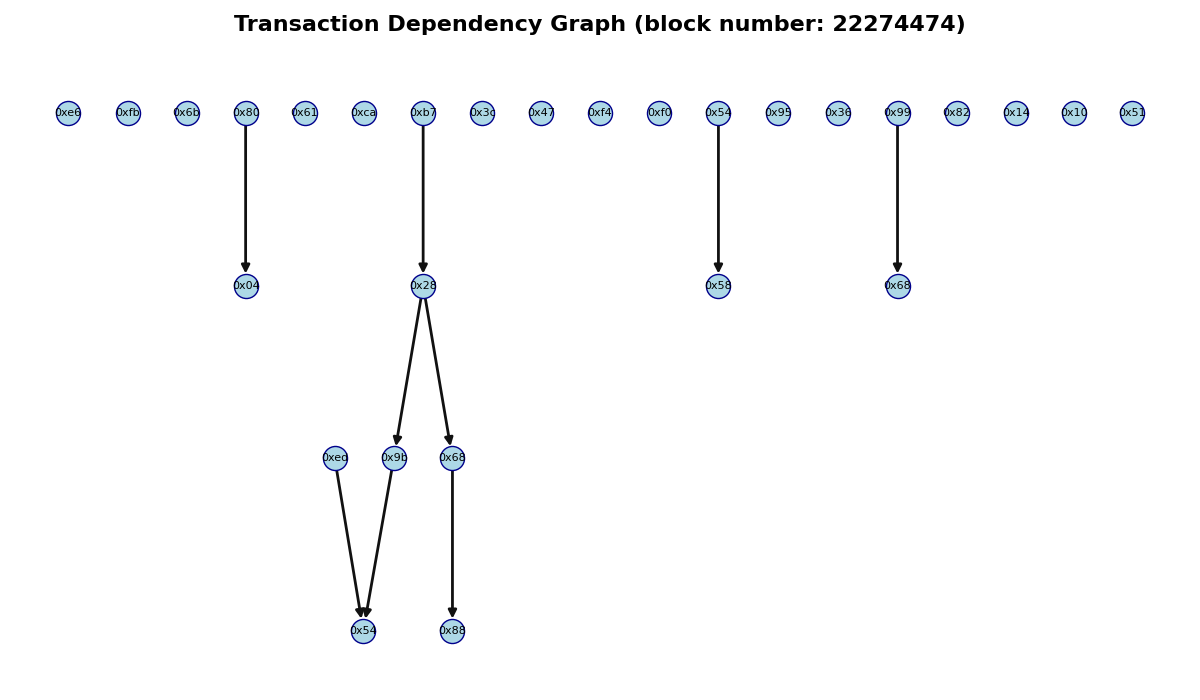 Transaction Dependency Graph (block number: 22274474)
0xe6 0xfb 0x6b 0x80 0x61 0xca 0xb7 0x3c 0x47 0xf4 0xf0 0x54 0x95 0x36 0x99 0x82 0x14 0x10 0x51
0x04 0x28 0x58 0x68
0x9b 0x68
0x54 0x88